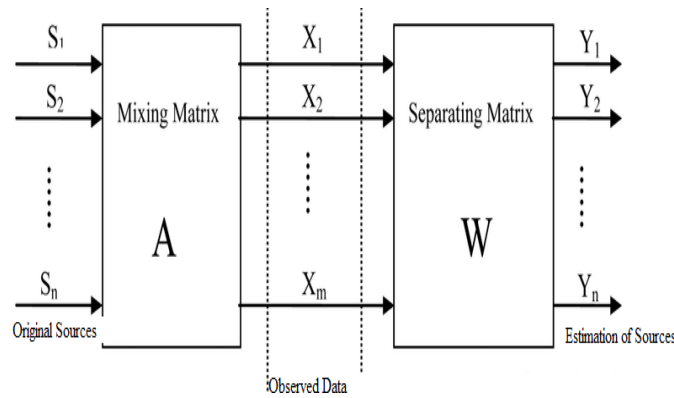 S₁ X₁ Y₁
S₂ Mixing Matrix X₂ Separating Matrix Y₂
A W
Sₙ Xₘ Yₙ
Original Sources Estimation of Sources
Observed Data